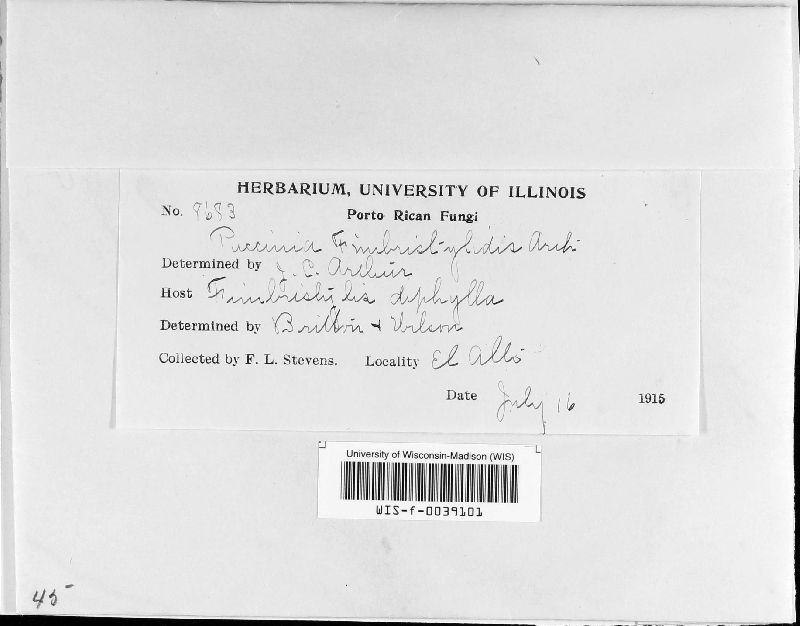 HERBARIUM, UNIVERSITY OF ILLINOIS
No. 8683 Porto Rican Fungi
Puccinia Fimbristylidis Arth
Determined by J. C. Arthur
Host Fimbristylis diphylla
Determined by Britton + Wilson
Collected by F. L. Stevens. Locality El Alto
Date July 16 1915
University of Wisconsin-Madison (WIS)
WIS-f-0039101
45